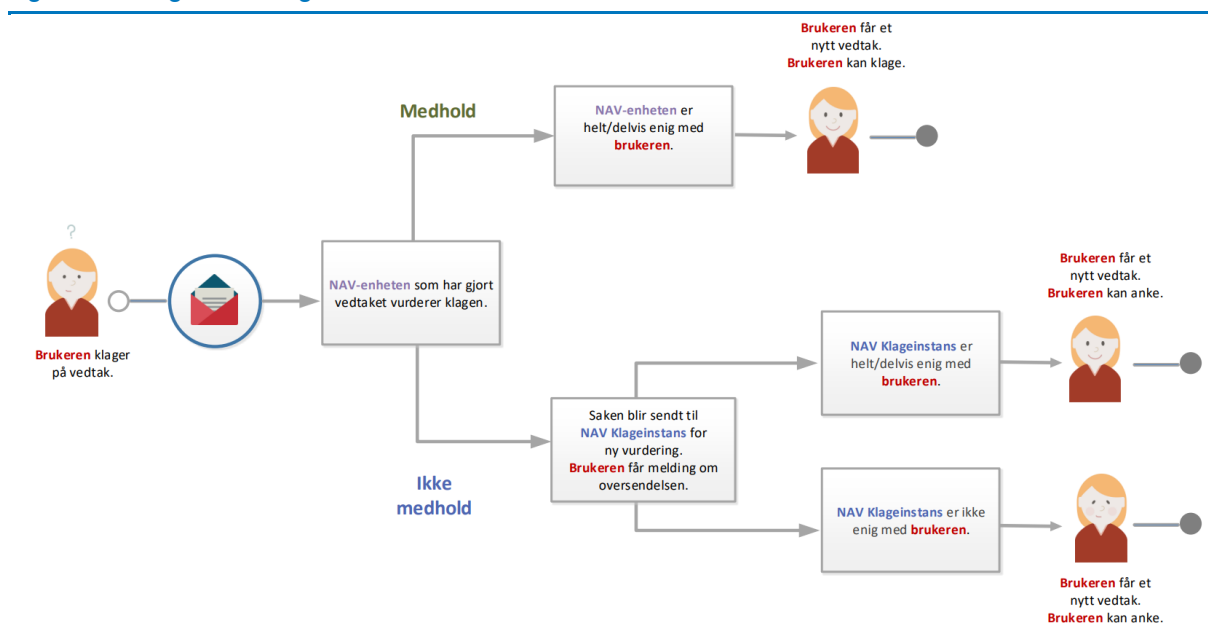 Brukeren klager
på vedtak.
NAV-enheten som har gjort
vedtaket vurderer klagen.
Medhold
NAV-enheten er
helt/delvis enig med
brukeren.
Brukeren får et
nytt vedtak.
Brukeren kan klage.
Ikke
medhold
Saken blir sendt til
NAV Klageinstans for
ny vurdering.
Brukeren får melding om
oversendelsen.
NAV Klageinstans er
helt/delvis enig med
brukeren.
Brukeren får et
nytt vedtak.
Brukeren kan anke.
NAV Klageinstans er ikke
enig med brukeren.
Brukeren får et
nytt vedtak.
Brukeren kan anke.
?